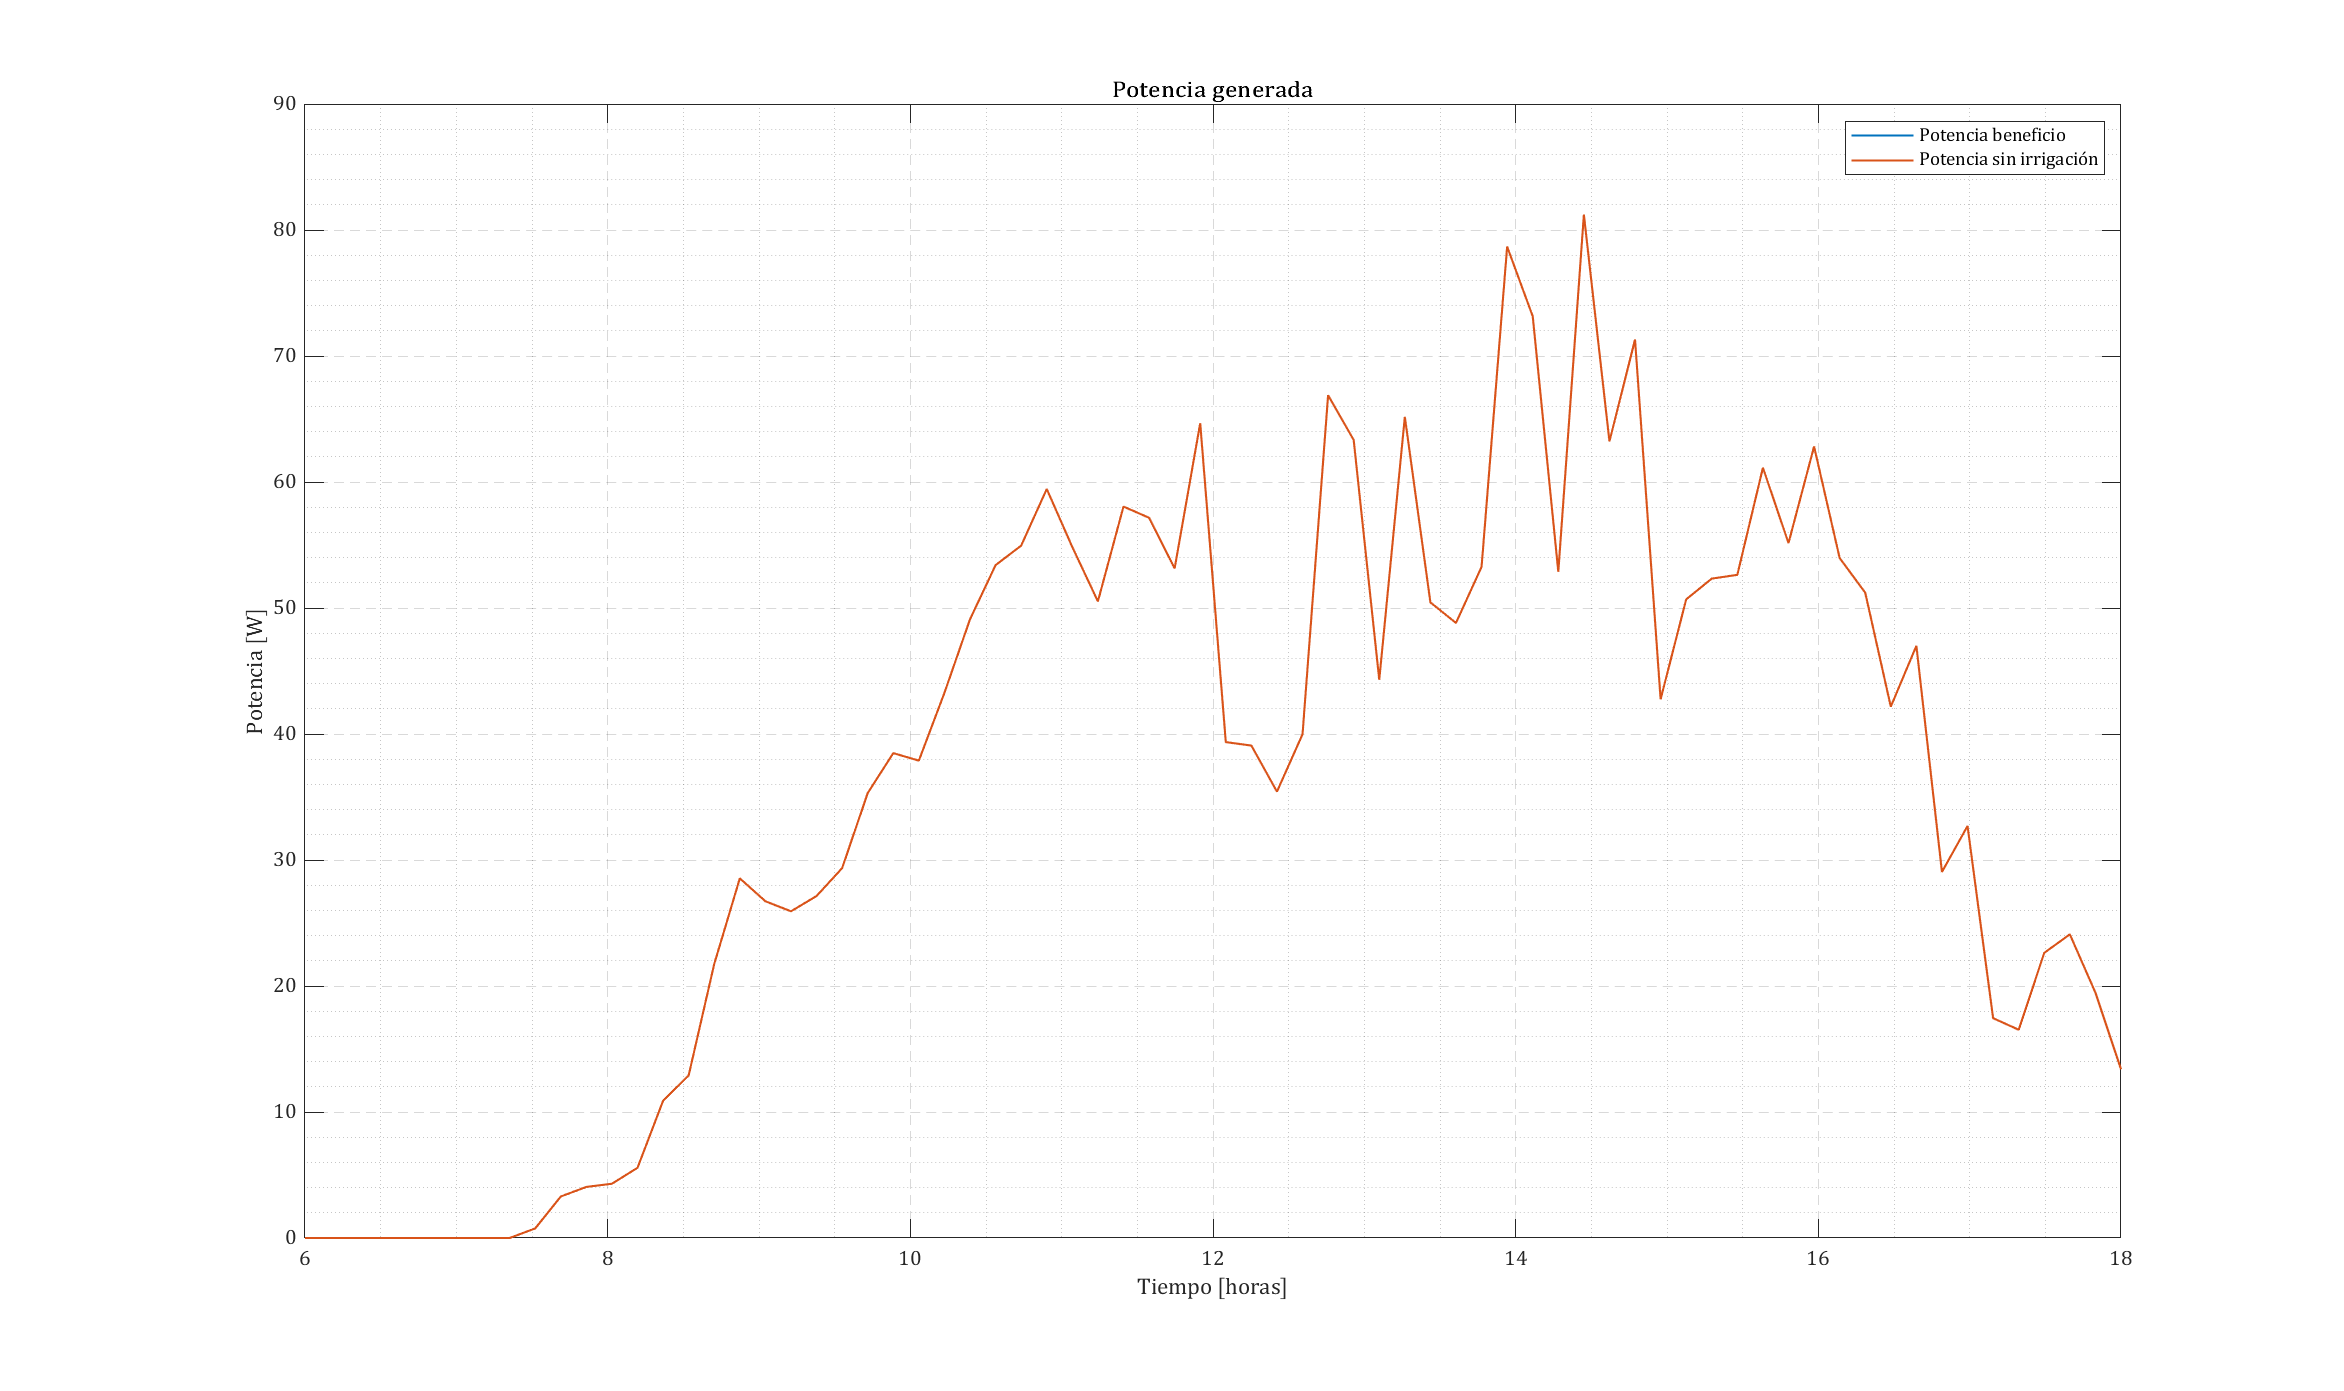 Potencia generada
Potencia beneficio
Potencia sin irrigación
90
80
70
60
50
40
30
20
10
0
Potencia [W]
6 8 10 12 14 16 18
Tiempo [horas]